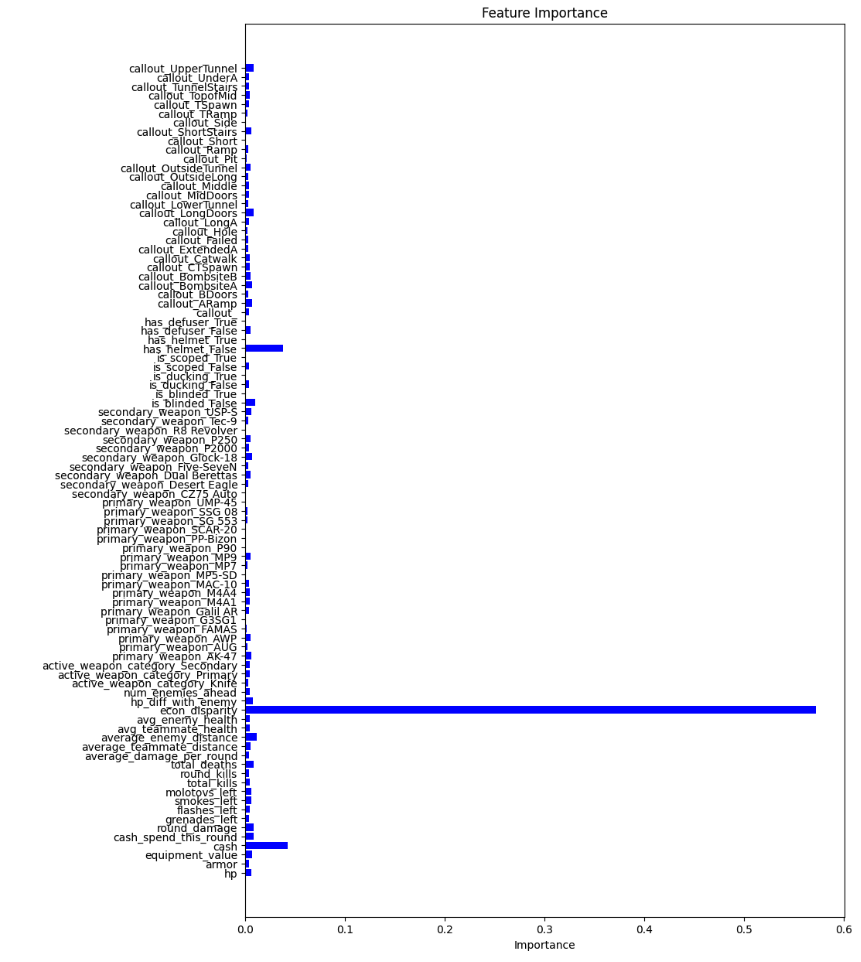 Feature Importance
callout_UpperTunnel
callout_UnderA
callout_TunnelStairs
callout_TopofMid
callout_TSpawn
callout_TRamp
callout_Side
callout_ShortStairs
callout_Short
callout_Ramp
callout_Pit
callout_OutsideTunnel
callout_OutsideLong
callout_Middle
callout_MidDoors
callout_LowerTunnel
callout_LongDoors
callout_LongA
callout_Hole
callout_Failed
callout_ExtendedA
callout_Catwalk
callout_CTSpawn
callout_BombsiteB
callout_BombsiteA
callout_BDoors
callout_ARamp
callout_
has_defuser_True
has_defuser_False
has_helmet_True
has_helmet_False
is_scoped_True
is_scoped_False
is_ducking_True
is_ducking_False
is_blinded_True
is_blinded_False
secondary_weapon_USP-S
secondary_weapon_Tec-9
secondary_weapon_R8 Revolver
secondary_weapon_P250
secondary_weapon_P2000
secondary_weapon_Glock-18
secondary_weapon_Five-SeveN
secondary_weapon_Dual Berettas
secondary_weapon_Desert Eagle
secondary_weapon_CZ75 Auto
primary_weapon_UMP-45
primary_weapon_SSG 08
primary_weapon_SG 553
primary_weapon_SCAR-20
primary_weapon_PP-Bizon
primary_weapon_P90
primary_weapon_MP9
primary_weapon_MP7
primary_weapon_MP5-SD
primary_weapon_MAC-10
primary_weapon_M4A4
primary_weapon_M4A1
primary_weapon_Galil AR
primary_weapon_G3SG1
primary_weapon_FAMAS
primary_weapon_AWP
primary_weapon_AUG
primary_weapon_AK-47
active_weapon_category_Secondary
active_weapon_category_Primary
active_weapon_category_Knife
num_enemies_ahead
hp_diff_with_enemy
econ_disparity
avg_enemy_health
avg_teammate_health
average_enemy_distance
average_teammate_distance
average_damage_per_round
total_deaths
round_kills
total_kills
molotovs_left
smokes_left
flashes_left
grenades_left
round_damage
cash_spend_this_round
cash
equipment_value
armor
hp
0.0 0.1 0.2 0.3 0.4 0.5 0.6
Importance